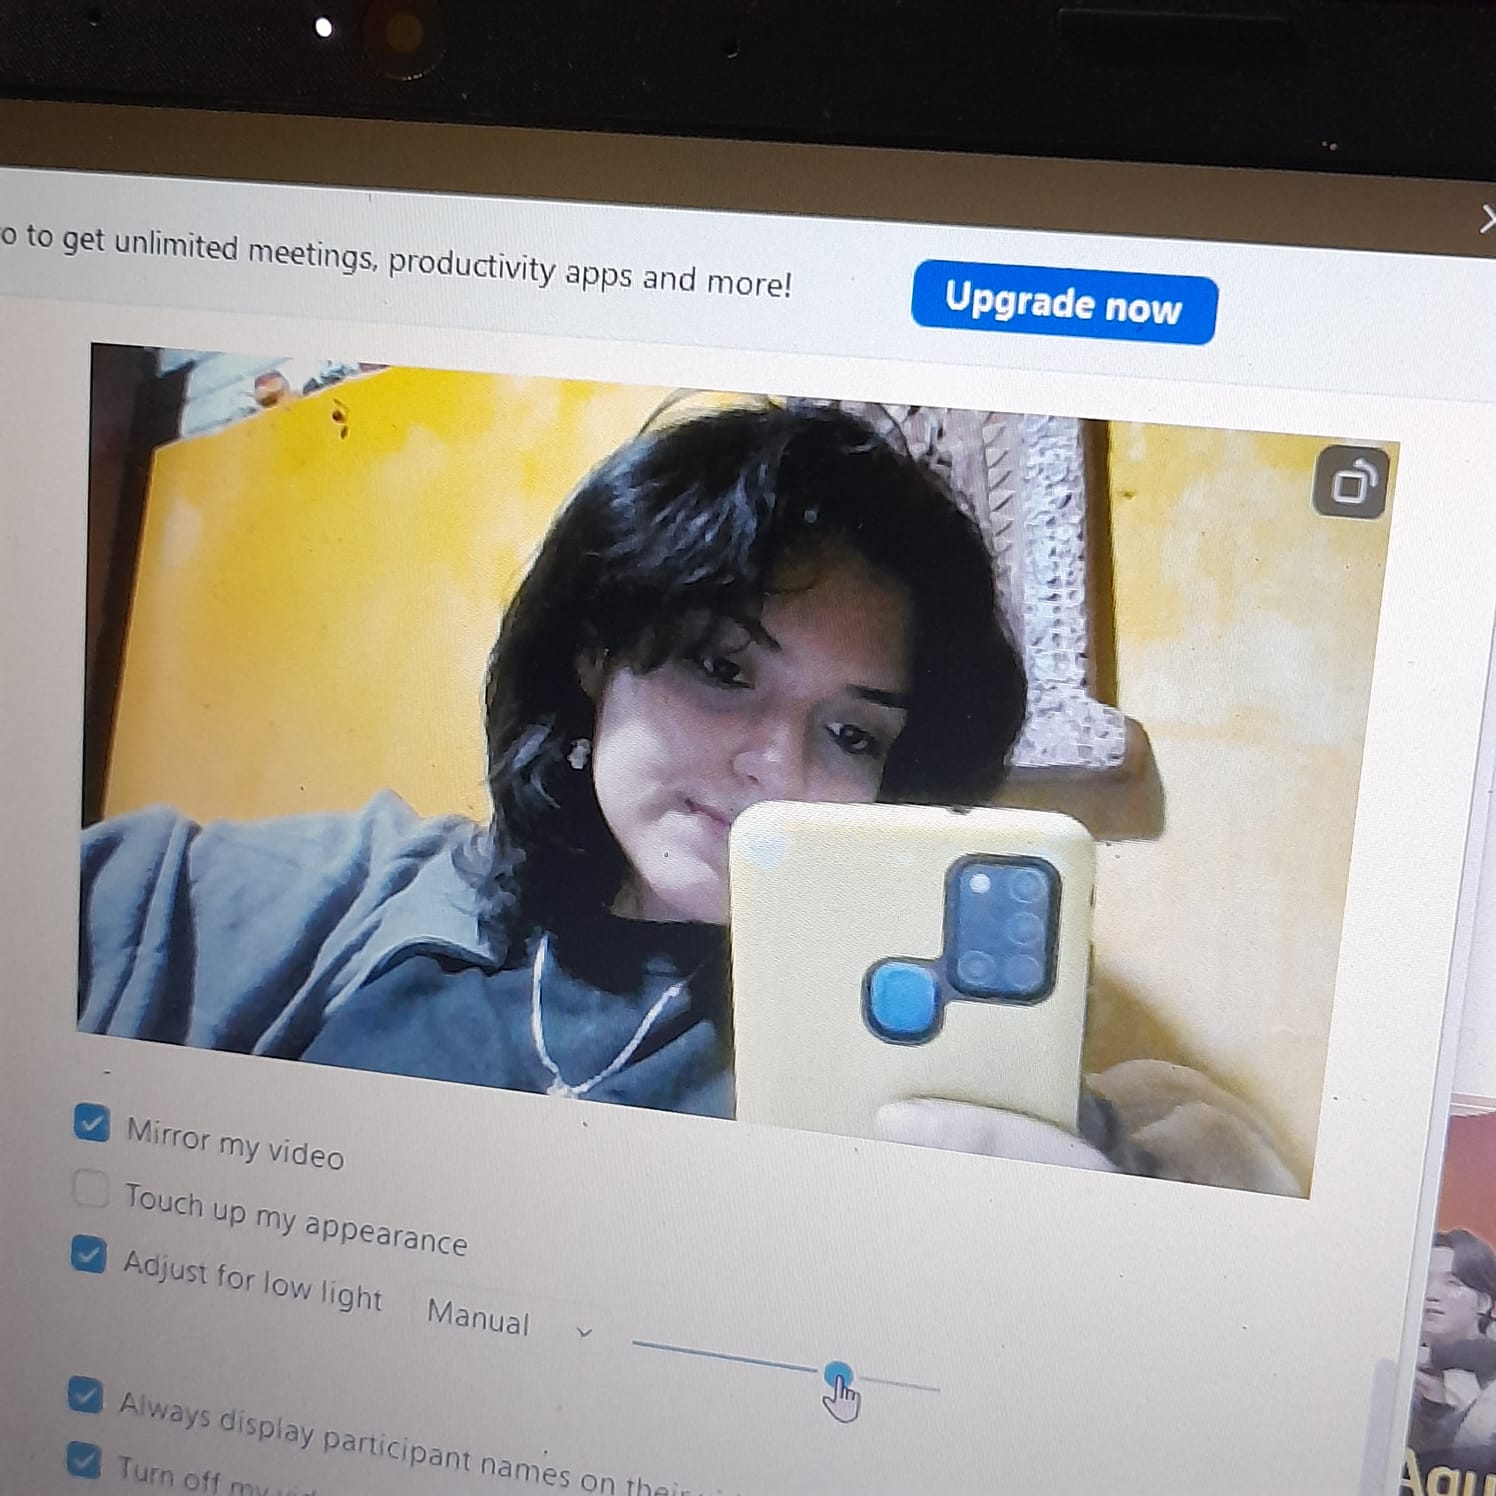 to get unlimited meetings, productivity apps and more!
Upgrade now
Mirror my video
Touch up my appearance
Adjust for low light
Manual
Always display participant names on their
Turn off my